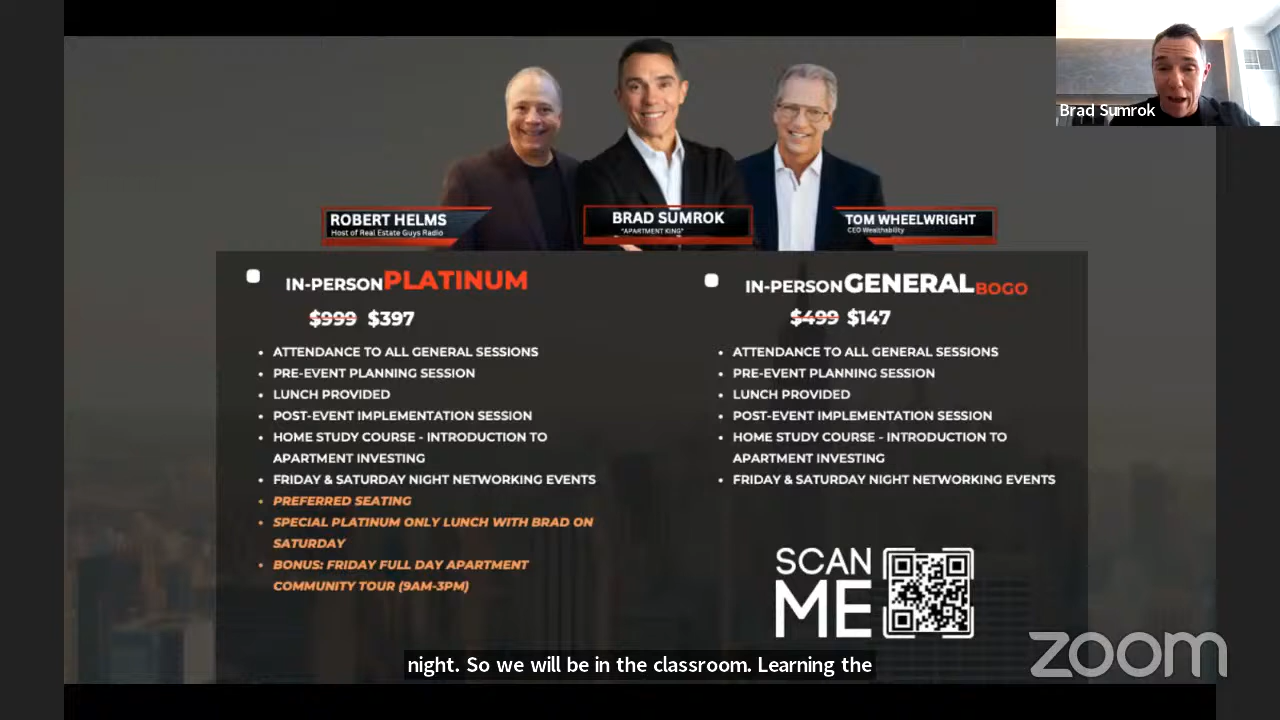 Brad Sumrok
ROBERT HELMS
Host of Real Estate Guys Radio
BRAD SUMROK
"APARTMENT KING"
TOM WHEELWRIGHT
CEO Wealthability
IN-PERSON PLATINUM
$999 $397
• ATTENDANCE TO ALL GENERAL SESSIONS
• PRE-EVENT PLANNING SESSION
• LUNCH PROVIDED
• POST-EVENT IMPLEMENTATION SESSION
• HOME STUDY COURSE - INTRODUCTION TO
APARTMENT INVESTING
• FRIDAY & SATURDAY NIGHT NETWORKING EVENTS
• PREFERRED SEATING
• SPECIAL PLATINUM ONLY LUNCH WITH BRAD ON
SATURDAY
• BONUS: FRIDAY FULL DAY APARTMENT
COMMUNITY TOUR (9AM-3PM)
IN-PERSON GENERAL BOGO
$499 $147
• ATTENDANCE TO ALL GENERAL SESSIONS
• PRE-EVENT PLANNING SESSION
• LUNCH PROVIDED
• POST-EVENT IMPLEMENTATION SESSION
• HOME STUDY COURSE - INTRODUCTION TO
APARTMENT INVESTING
• FRIDAY & SATURDAY NIGHT NETWORKING EVENTS
SCAN
ME
zoom
night. So we will be in the classroom. Learning the